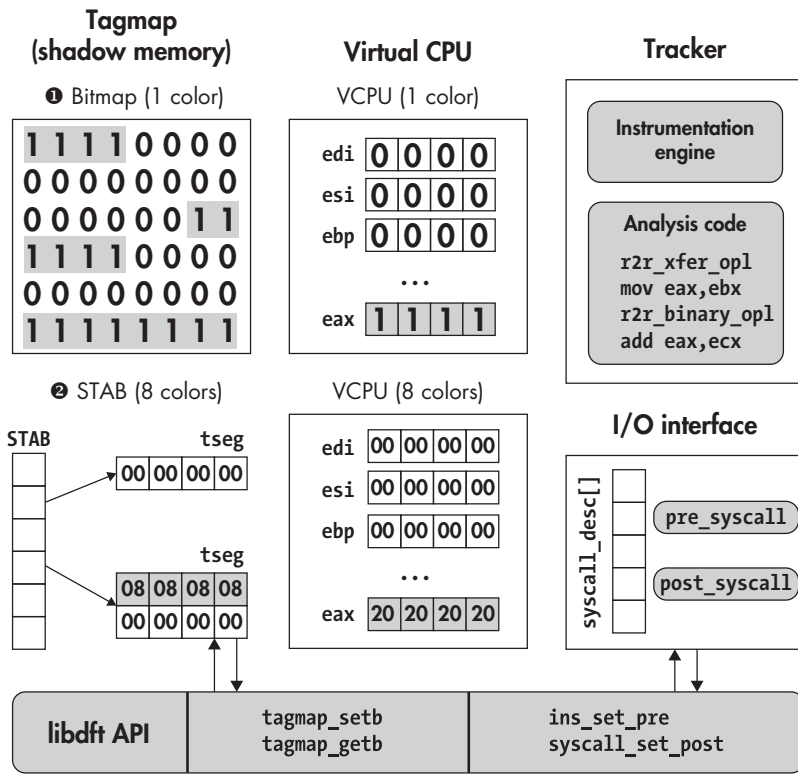 Tagmap
(shadow memory)
❶ Bitmap (1 color)
1 1 1 1 0 0 0 0
0 0 0 0 0 0 0 0
0 0 0 0 0 0 1 1
1 1 1 1 0 0 0 0
0 0 0 0 0 0 0 0
1 1 1 1 1 1 1 1
❷ STAB (8 colors)
STAB
tseg
00 00 00 00
tseg
08 08 08 08
00 00 00 00
Virtual CPU
VCPU (1 color)
edi 0 0 0 0
esi 0 0 0 0
ebp 0 0 0 0
...
eax 1 1 1 1
VCPU (8 colors)
edi 00 00 00 00
esi 00 00 00 00
ebp 00 00 00 00
...
eax 20 20 20 20
Tracker
Instrumentation
engine
Analysis code
r2r_xfer_opl
mov eax,ebx
r2r_binary_opl
add eax,ecx
I/O interface
syscall_desc[]
pre_syscall
post_syscall
libdft API
tagmap_setb
tagmap_getb
ins_set_pre
syscall_set_post